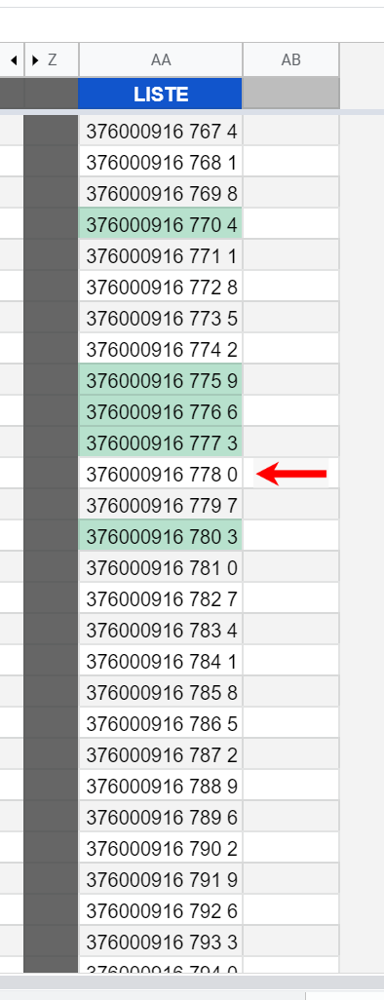 Z AA AB
LISTE
376000916 767 4
376000916 768 1
376000916 769 8
376000916 770 4
376000916 771 1
376000916 772 8
376000916 773 5
376000916 774 2
376000916 775 9
376000916 776 6
376000916 777 3
376000916 778 0
376000916 779 7
376000916 780 3
376000916 781 0
376000916 782 7
376000916 783 4
376000916 784 1
376000916 785 8
376000916 786 5
376000916 787 2
376000916 788 9
376000916 789 6
376000916 790 2
376000916 791 9
376000916 792 6
376000916 793 3
376000916 794 0